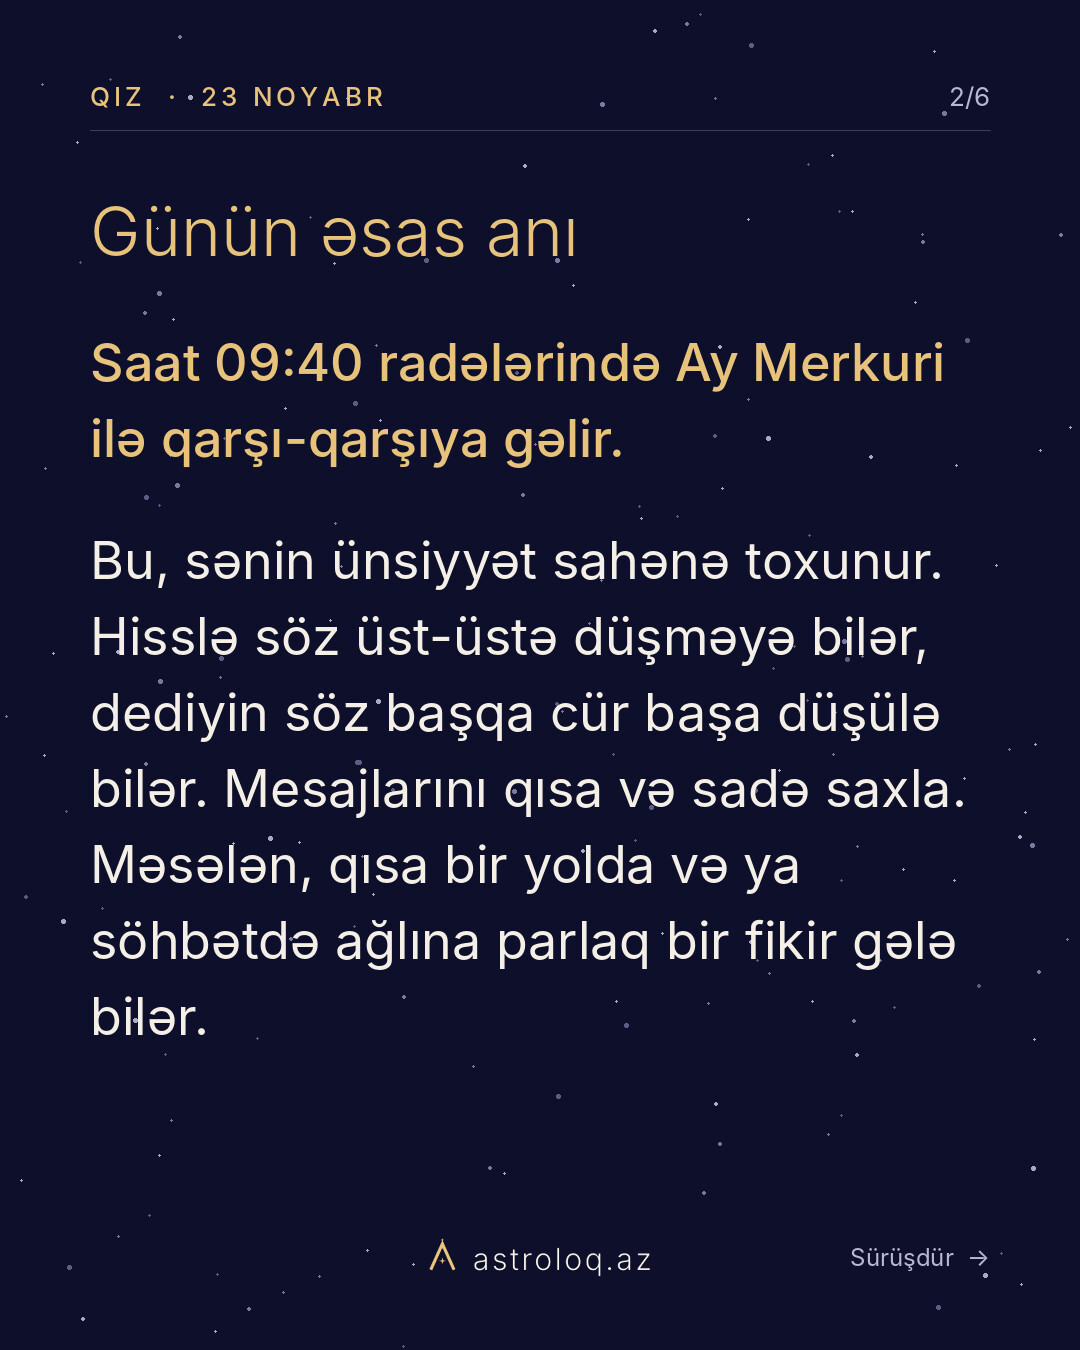 QIZ · 23 NOYABR
2/6
Günün əsas anı
Saat 09:40 radələrində Ay Merkuri
ilə qarşı-qarşıya gəlir.
Bu, sənin ünsiyyət sahənə toxunur.
Hisslə söz üst-üstə düşməyə bilər,
dediyin söz başqa cür başa düşülə
bilər. Mesajlarını qısa və sadə saxla.
Məsələn, qısa bir yolda və ya
söhbətdə ağlına parlaq bir fikir gələ
bilər.
astroloq.az
Sürüşdür →